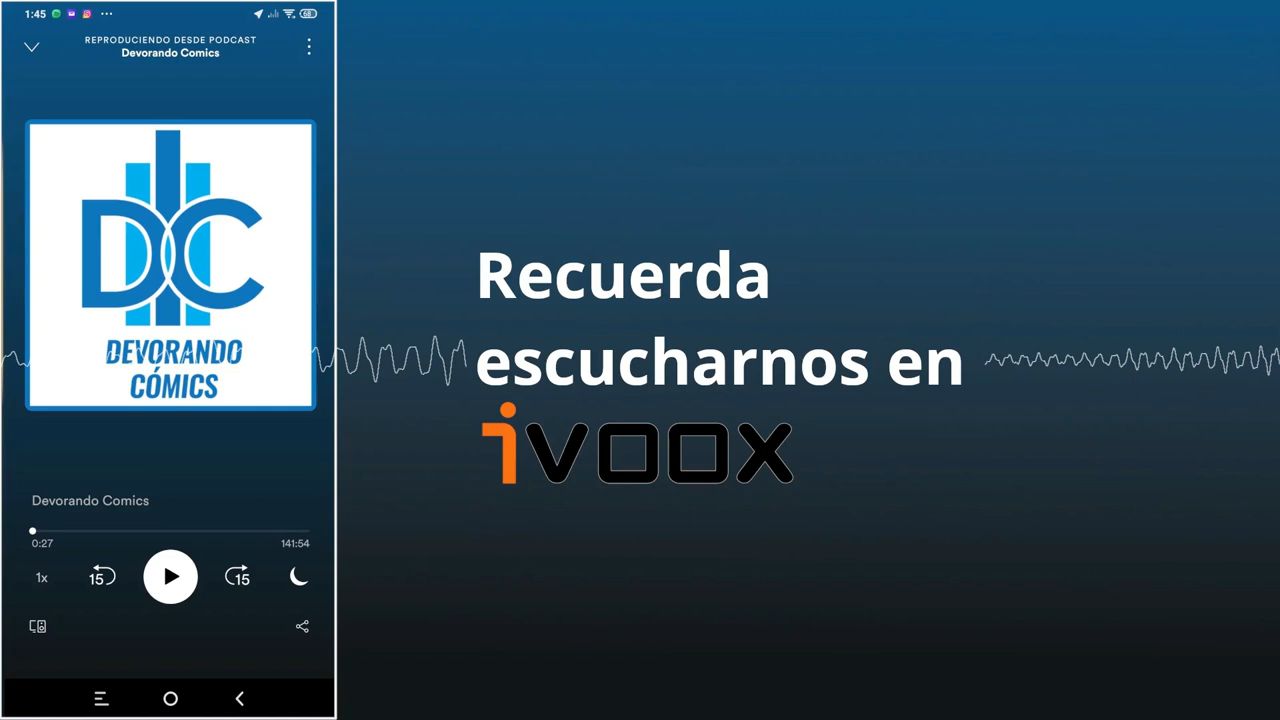 1:45
68
REPRODUCIENDO DESDE PODCAST
Devorando Comics
DC
DEVORANDO
CÓMICS
Devorando Comics
0:27
141:54
1x
15
15
Recuerda
escucharnos en
ivoox